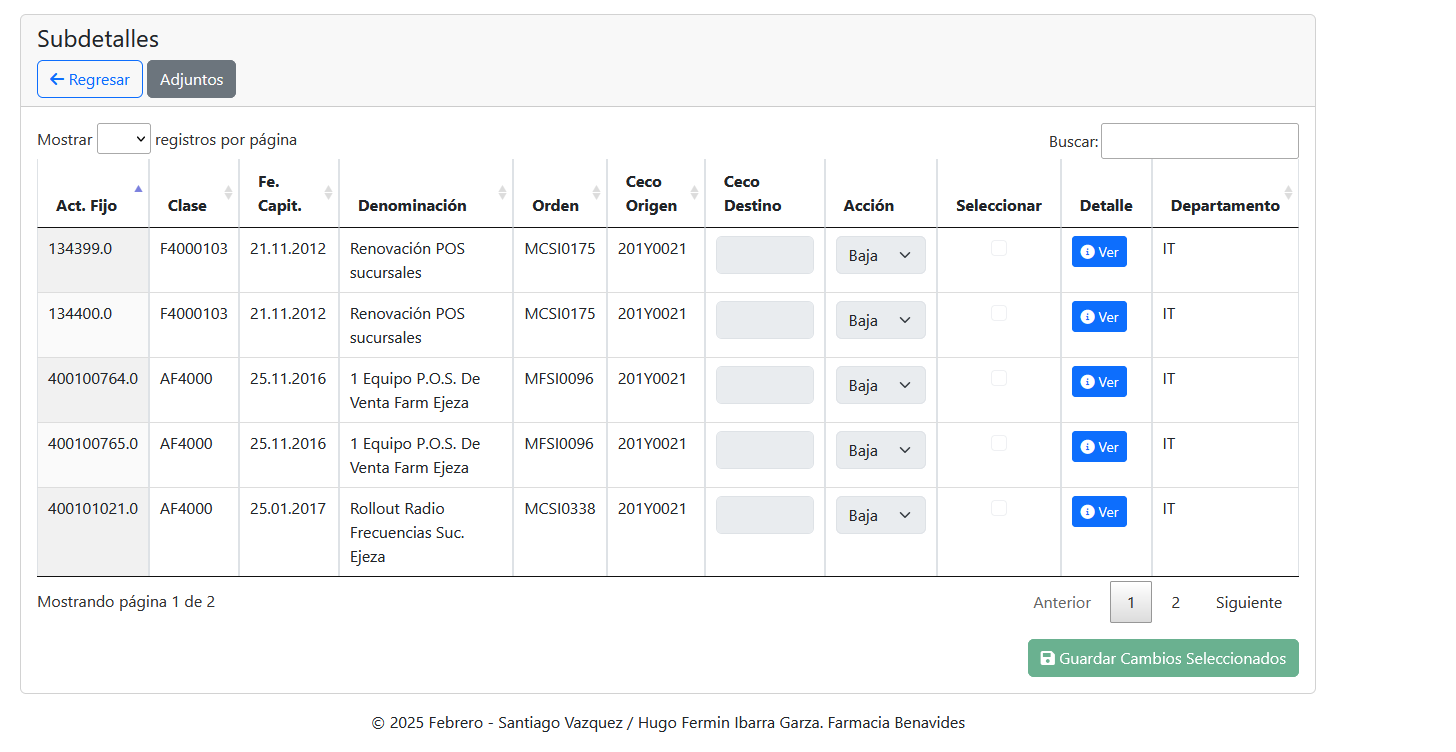 Subdetalles
Regresar Adjuntos
Mostrar registros por página Buscar:
Act. Fijo Clase Fe. Capit. Denominación Orden Ceco Origen Ceco Destino Acción Seleccionar Detalle Departamento
134399.0 F4000103 21.11.2012 Renovación POS sucursales MCSI0175 201Y0021 Baja Ver IT
134400.0 F4000103 21.11.2012 Renovación POS sucursales MCSI0175 201Y0021 Baja Ver IT
400100764.0 AF4000 25.11.2016 1 Equipo P.O.S. De Venta Farm Ejeza MFSI0096 201Y0021 Baja Ver IT
400100765.0 AF4000 25.11.2016 1 Equipo P.O.S. De Venta Farm Ejeza MFSI0096 201Y0021 Baja Ver IT
400101021.0 AF4000 25.01.2017 Rollout Radio Frecuencias Suc. Ejeza MCSI0338 201Y0021 Baja Ver IT
Mostrando página 1 de 2 Anterior 1 2 Siguiente
Guardar Cambios Seleccionados
© 2025 Febrero - Santiago Vazquez / Hugo Fermin Ibarra Garza. Farmacia Benavides